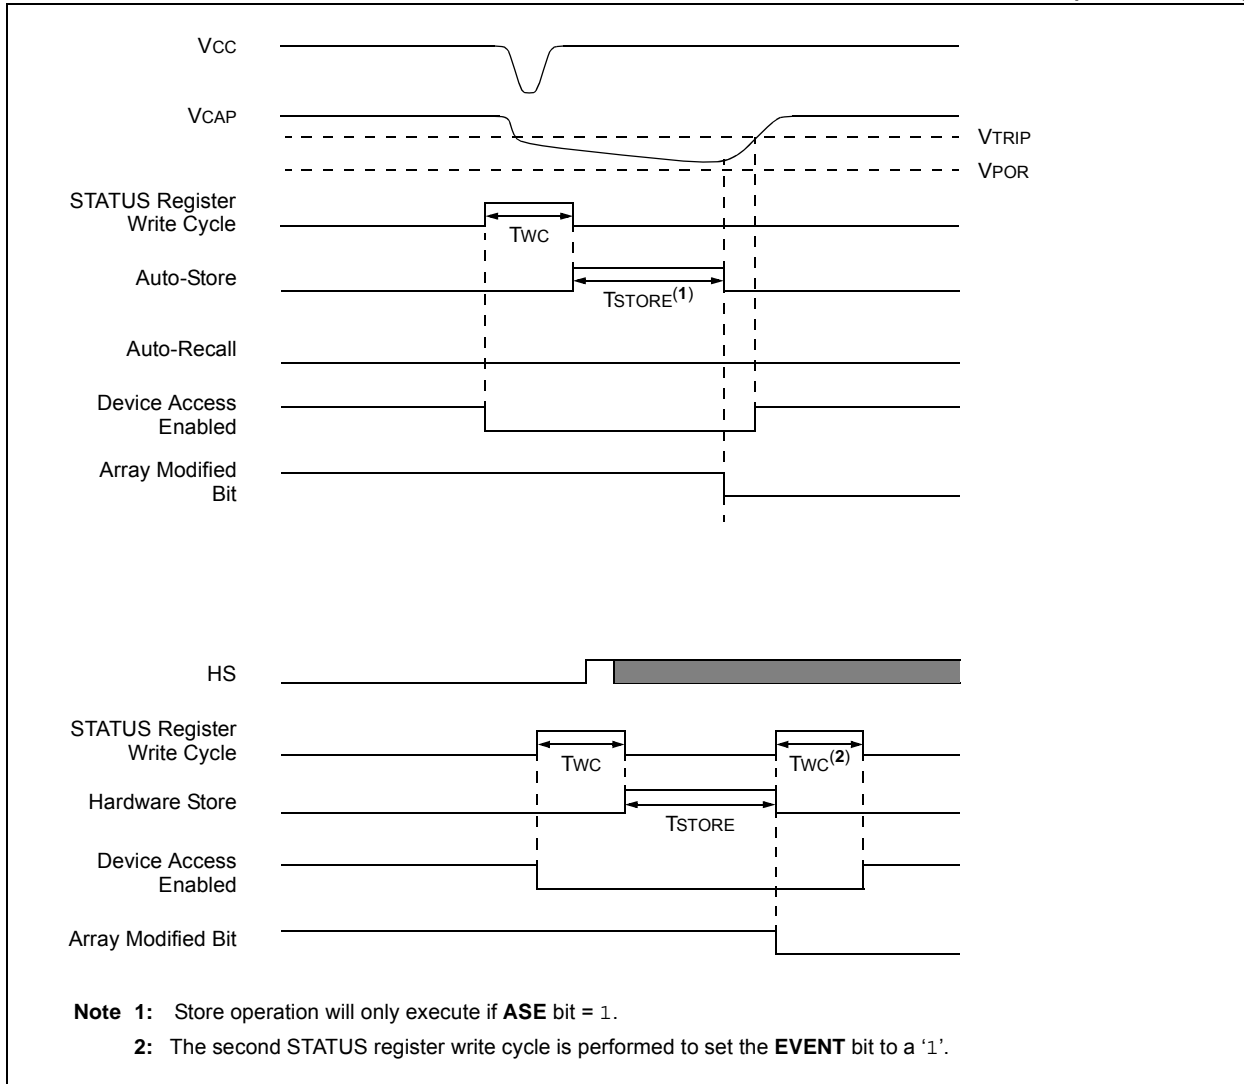 VCC
VCAP
VTRIP
VPOR
STATUS Register
Write Cycle
TWC
Auto-Store
TSTORE(1)
Auto-Recall
Device Access
Enabled
Array Modified
Bit
HS
STATUS Register
Write Cycle
TWC
TWC(2)
Hardware Store
TSTORE
Device Access
Enabled
Array Modified Bit
Note 1: Store operation will only execute if ASE bit = 1.
2: The second STATUS register write cycle is performed to set the EVENT bit to a ‘1’.